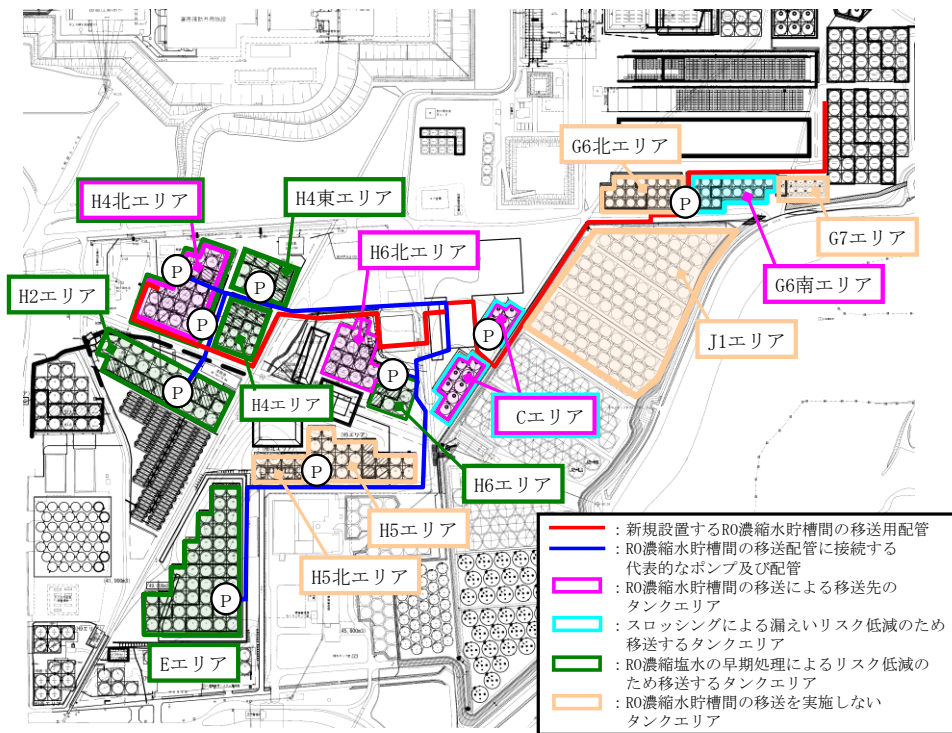 G6北エリア
H4北エリア
H4東エリア
P
G7エリア
H6北エリア
G6南エリア
P
P
H2エリア
P
P
P
J1エリア
P
P
H4エリア
Cエリア
H6エリア
P
H5エリア
H5北エリア
P
Eエリア
：新規設置するRO濃縮水貯槽間の移送用配管
：RO濃縮水貯槽間の移送配管に接続する
代表的なポンプ及び配管
：RO濃縮水貯槽間の移送による移送先の
タンクエリア
：スロッシングによる漏えいリスク低減のため
移送するタンクエリア
：RO濃縮塩水の早期処理によるリスク低減の
ため移送するタンクエリア
：RO濃縮水貯槽間の移送を実施しない
タンクエリア